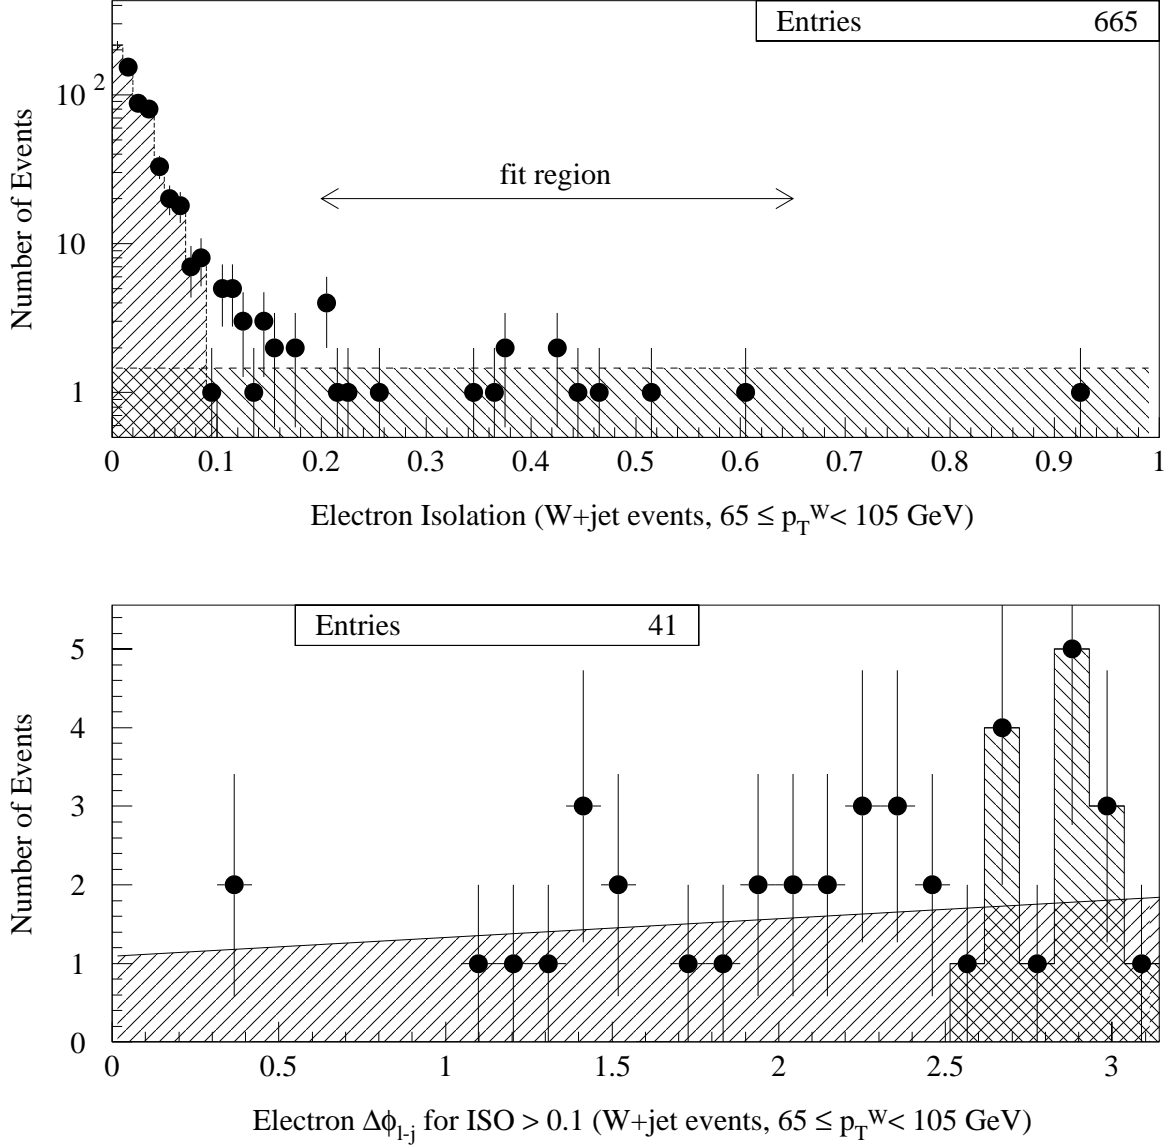 Entries 665
10 2
10
1
Number of Events
fit region
0 0.1 0.2 0.3 0.4 0.5 0.6 0.7 0.8 0.9 1
Electron Isolation (W+jet events, 65 ≤ pTW< 105 GeV)
Entries 41
5
4
3
2
1
0
Number of Events
0 0.5 1 1.5 2 2.5 3
Electron Δϕl-j for ISO > 0.1 (W+jet events, 65 ≤ pTW< 105 GeV)